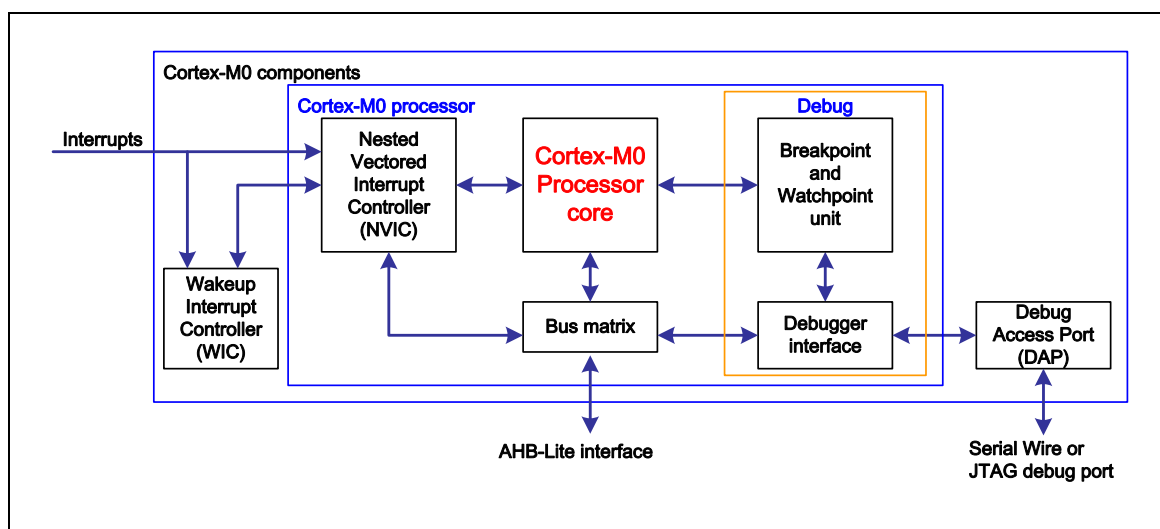 Cortex-M0 components
Cortex-M0 processor
Debug
Interrupts
Nested
Vectored
Interrupt
Controller
(NVIC)
Cortex-M0
Processor
core
Breakpoint
and
Watchpoint
unit
Wakeup
Interrupt
Controller
(WIC)
Bus matrix
Debugger
interface
Debug
Access Port
(DAP)
AHB-Lite interface
Serial Wire or
JTAG debug port